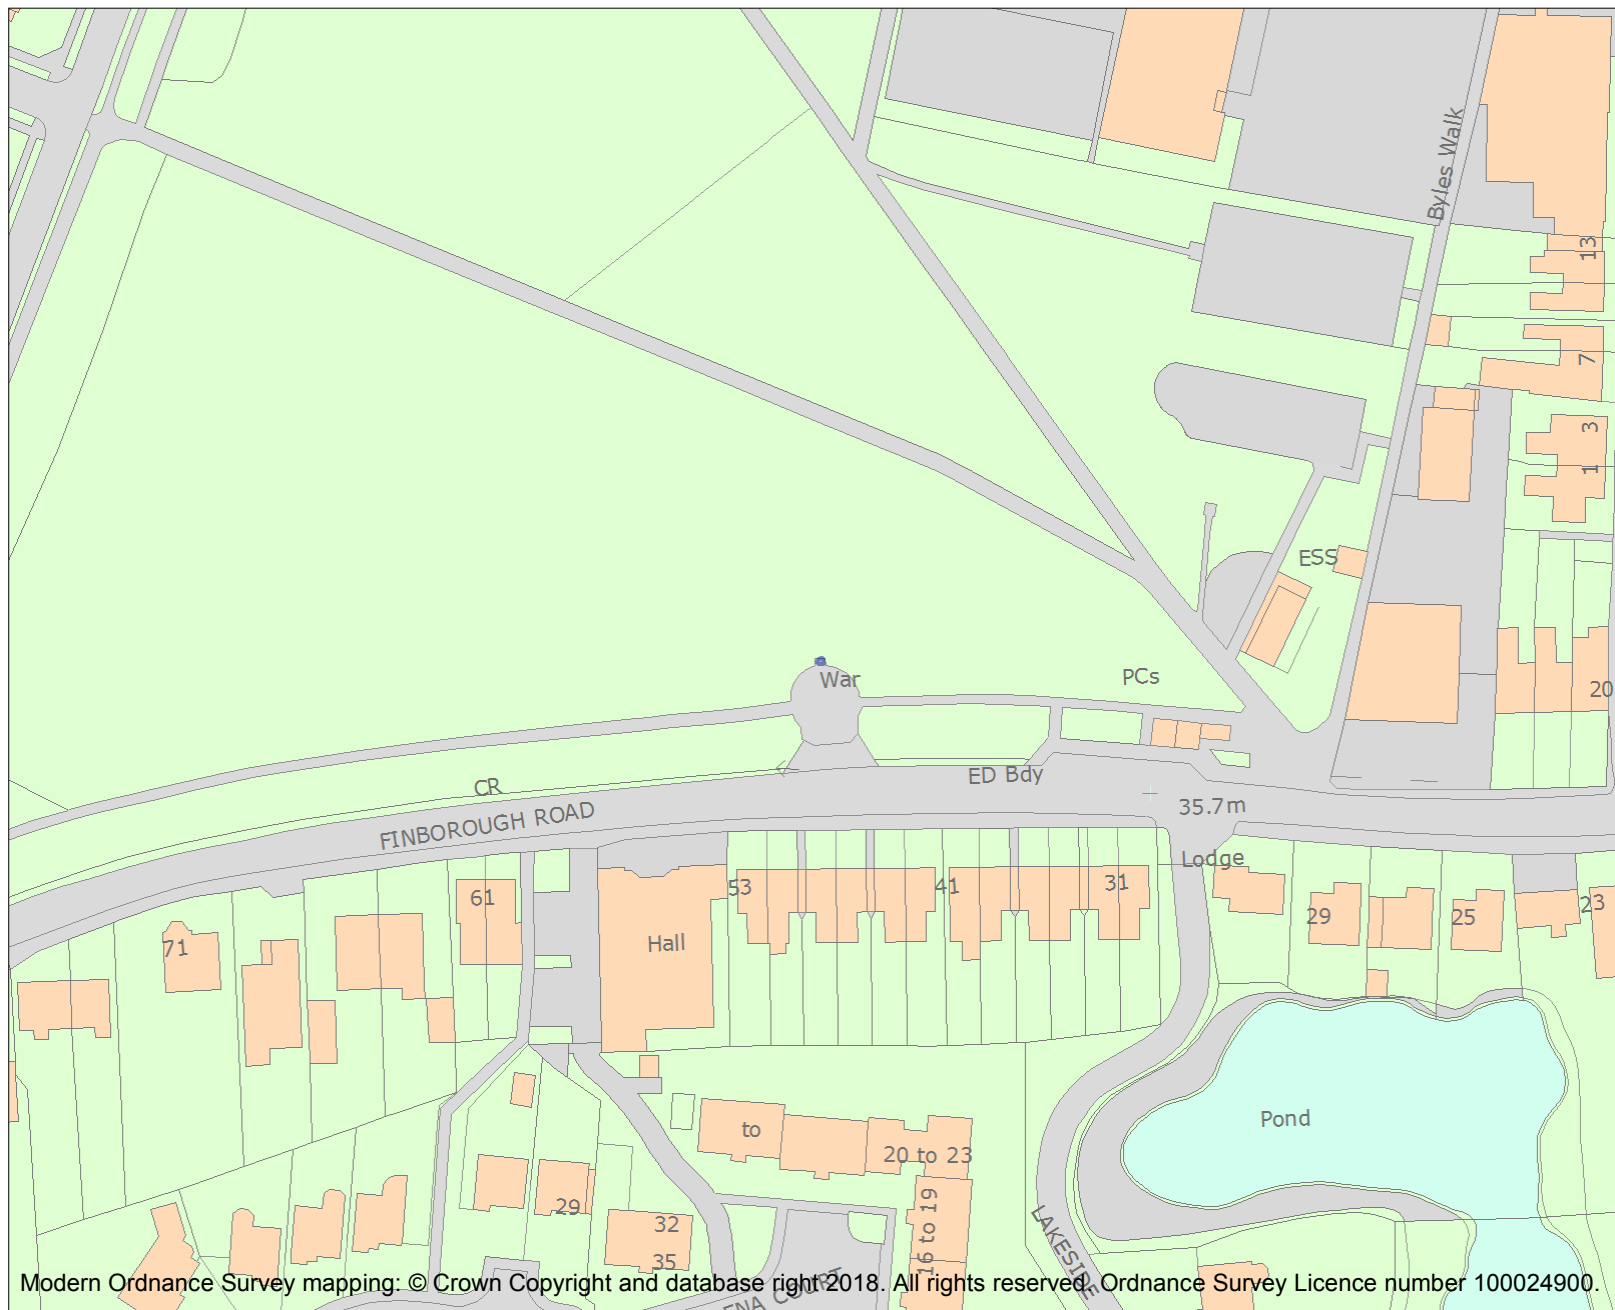 Byles Walk
13
7
3
1
ESS
War
PCs
20
CR
ED Bdy
FINBOROUGH ROAD
35.7m
Lodge
61
53
41
31
71
Hall
29
25
23
Pond
to
20 to 23
16 to 19
29
32
35
LAKESIDE
ENA COURT
Modern Ordnance Survey mapping: © Crown Copyright and database right 2018. All rights reserved. Ordnance Survey Licence number 100024900.